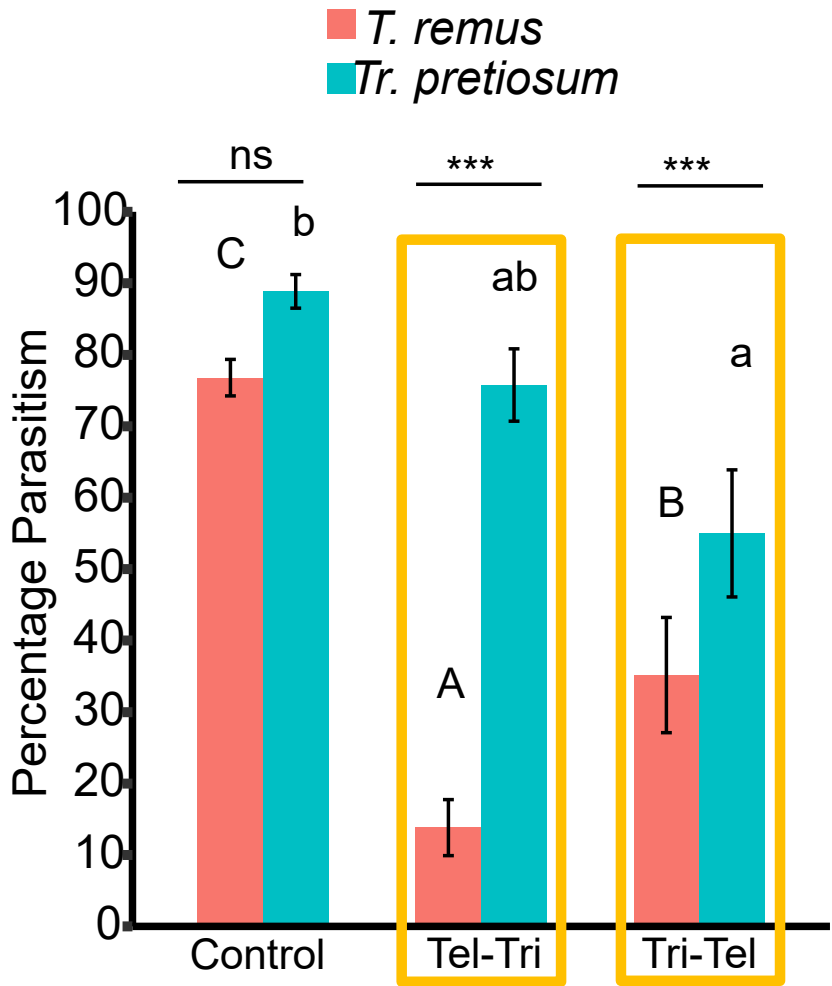 T. remus
Tr. pretiosum
ns
***
***
C
b
A
ab
B
a
Percentage Parasitism
100
90
80
70
60
50
40
30
20
10
0
Control
Tel-Tri
Tri-Tel